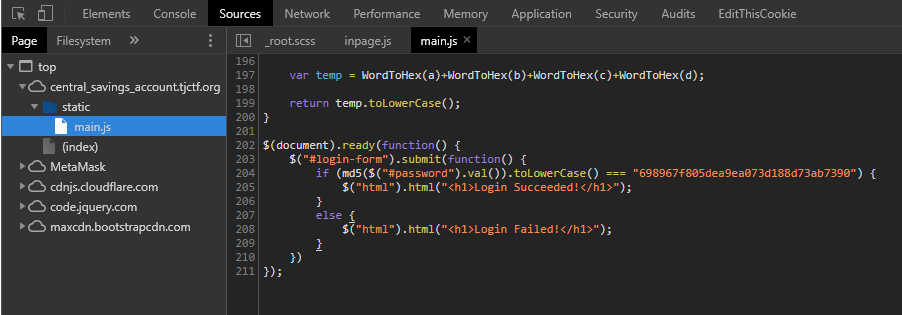 Elements Console Sources Network Performance Memory Application Security Audits EditThisCookie
Page Filesystem » _root.scss inpage.js main.js ×
top
central_savings_account.tjctf.org
static
main.js
(index)
MetaMask
cdnjs.cloudflare.com
code.jquery.com
maxcdn.bootstrapcdn.com
196
197 var temp = WordToHex(a)+WordToHex(b)+WordToHex(c)+WordToHex(d);
198
199 return temp.toLowerCase();
200 }
201
202 $(document).ready(function() {
203 $("#login-form").submit(function() {
204 if (md5($("#password").val()).toLowerCase() === "698967f805dea9ea073d188d73ab7390") {
205 $("html").html("<h1>Login Succeeded!</h1>");
206 }
207 else {
208 $("html").html("<h1>Login Failed!</h1>");
209 }
210 })
211 });